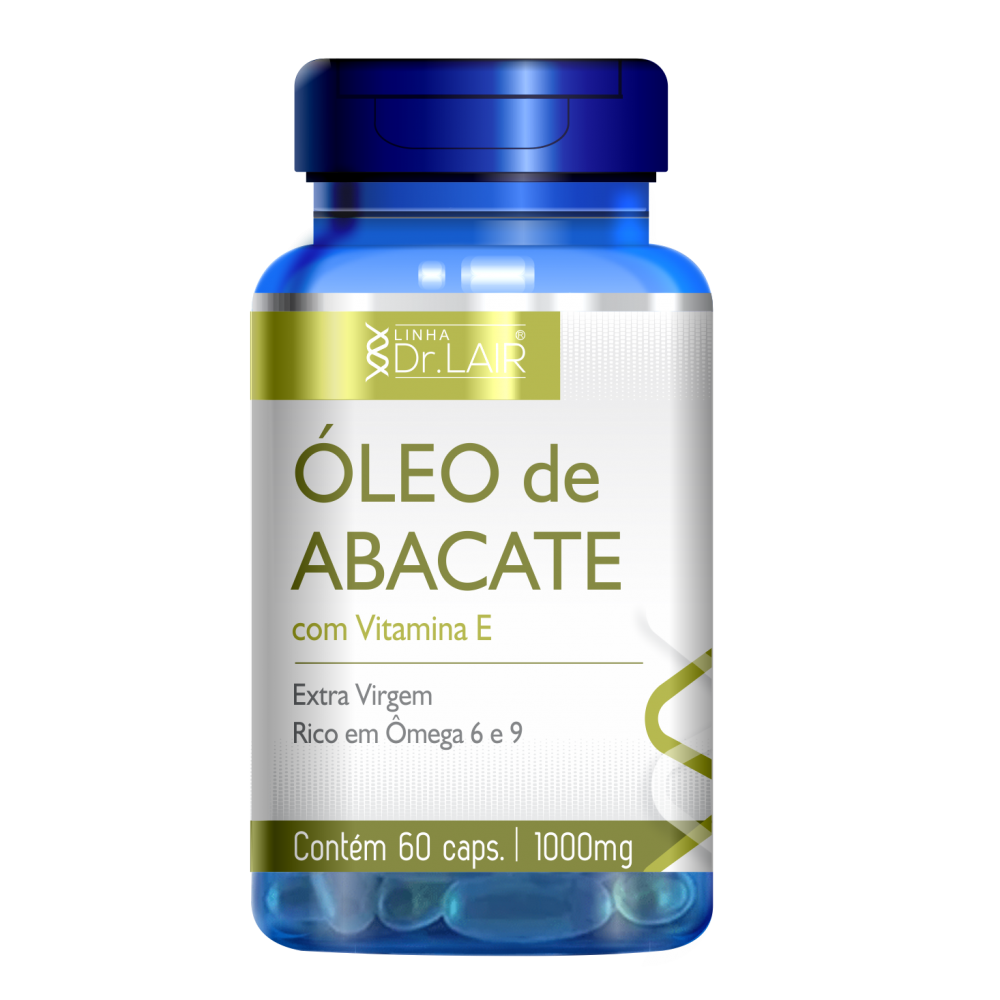 LINHA ®
Dr.LAIR
ÓLEO de
ABACATE
com Vitamina E
Extra Virgem
Rico em Ômega 6 e 9
Contém 60 caps. | 1000mg